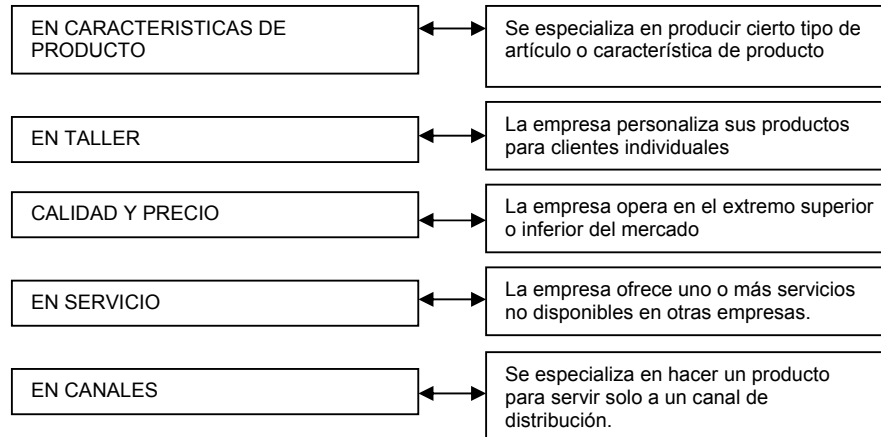 EN CARACTERISTICAS DE
PRODUCTO
Se especializa en producir cierto tipo de
artículo o característica de producto
EN TALLER
La empresa personaliza sus productos
para clientes individuales
CALIDAD Y PRECIO
La empresa opera en el extremo superior
o inferior del mercado
EN SERVICIO
La empresa ofrece uno o más servicios
no disponibles en otras empresas.
EN CANALES
Se especializa en hacer un producto
para servir solo a un canal de
distribución.